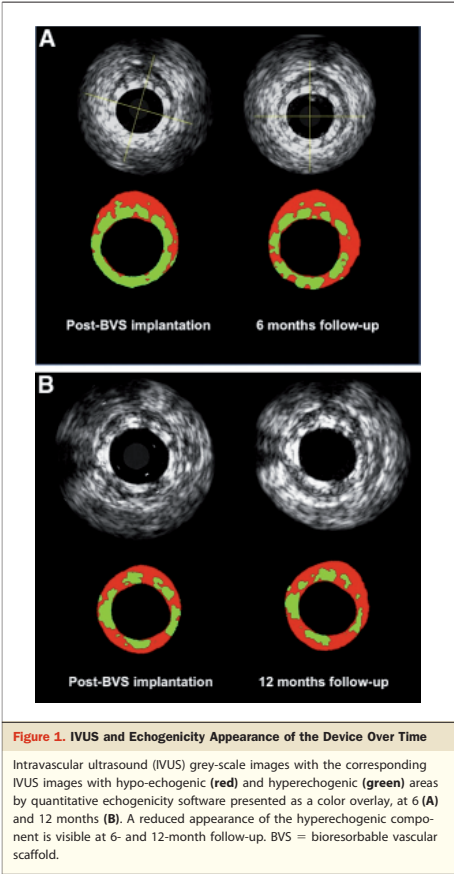 A
Post-BVS implantation
6 months follow-up
B
Post-BVS implantation
12 months follow-up
Figure 1. IVUS and Echogenicity Appearance of the Device Over Time
Intravascular ultrasound (IVUS) grey-scale images with the corresponding
IVUS images with hypo-echogenic (red) and hyperechogenic (green) areas
by quantitative echogenicity software presented as a color overlay, at 6 (A)
and 12 months (B). A reduced appearance of the hyperechogenic compo-
nent is visible at 6- and 12-month follow-up. BVS = bioresorbable vascular
scaffold.